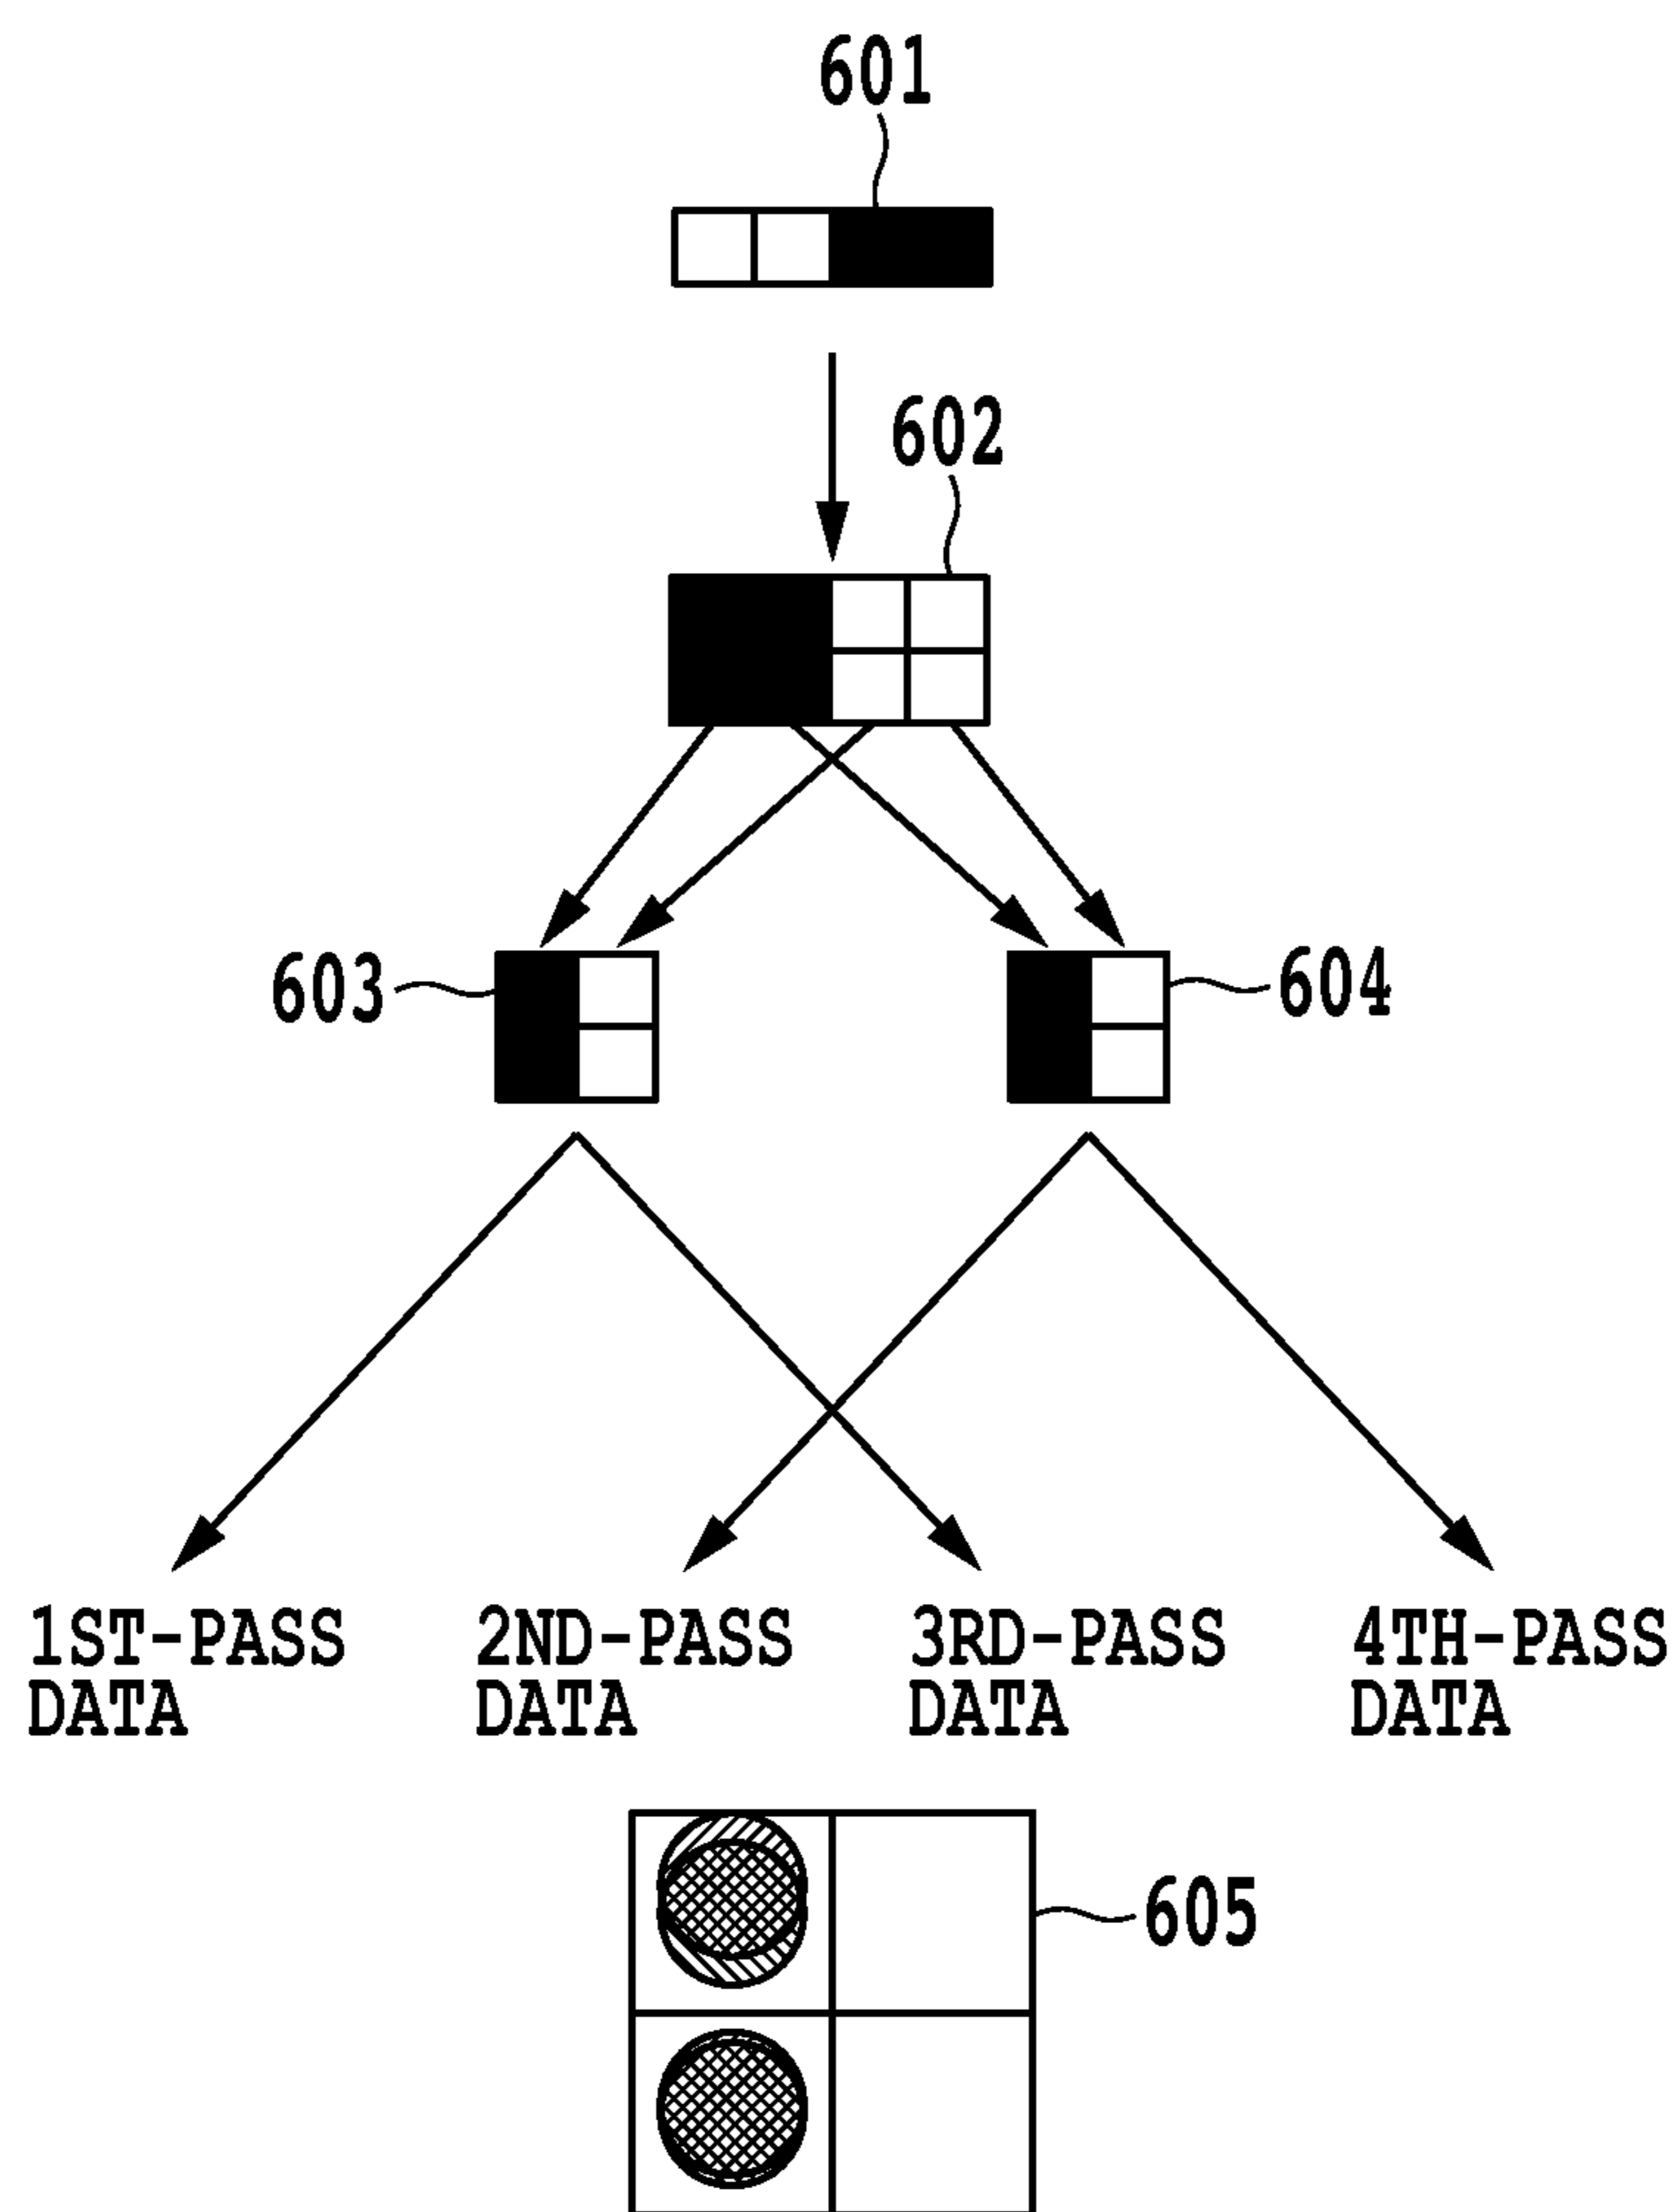 601
602
603
604
1ST-PASS DATA
2ND-PASS DATA
3RD-PASS DATA
4TH-PASS DATA
605